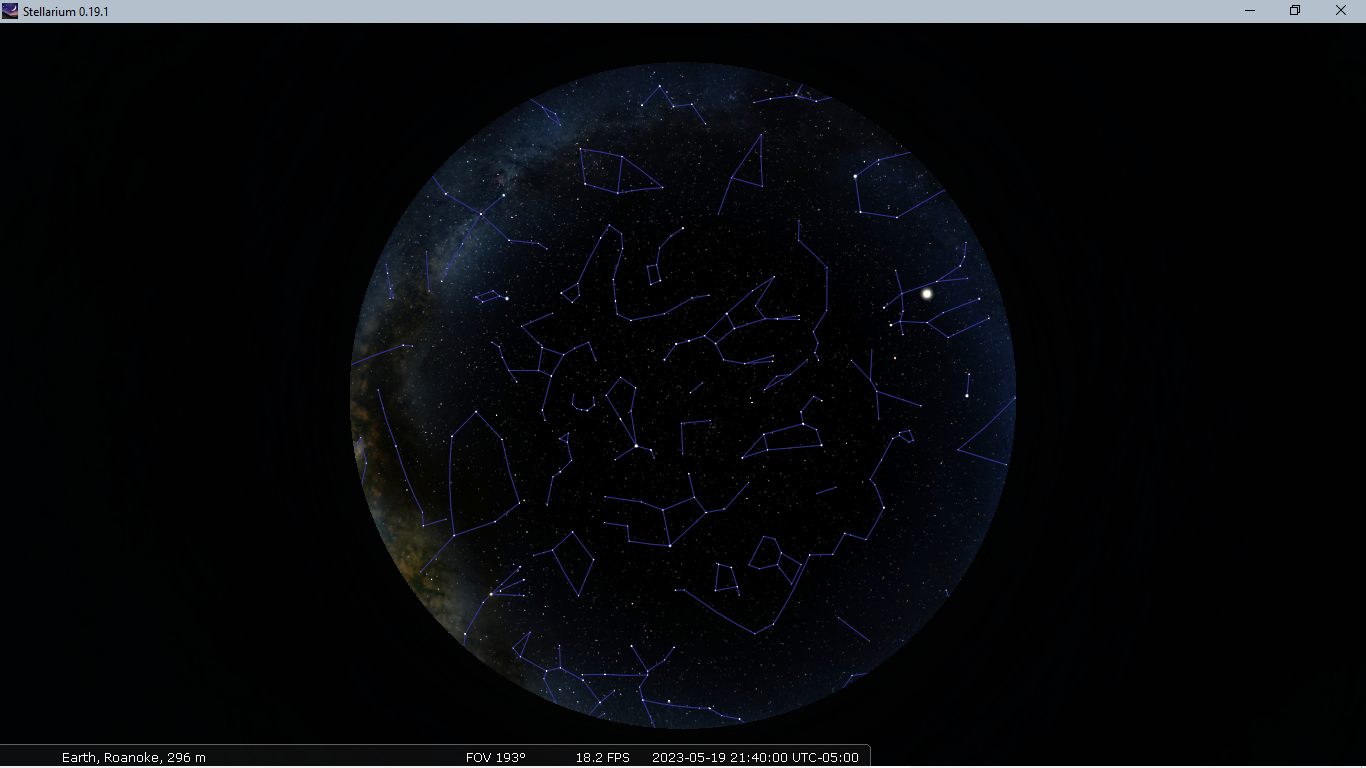 Stellarium 0.19.1
Earth, Roanoke, 296 m FOV 193° 18.2 FPS 2023-05-19 21:40:00 UTC-05:00